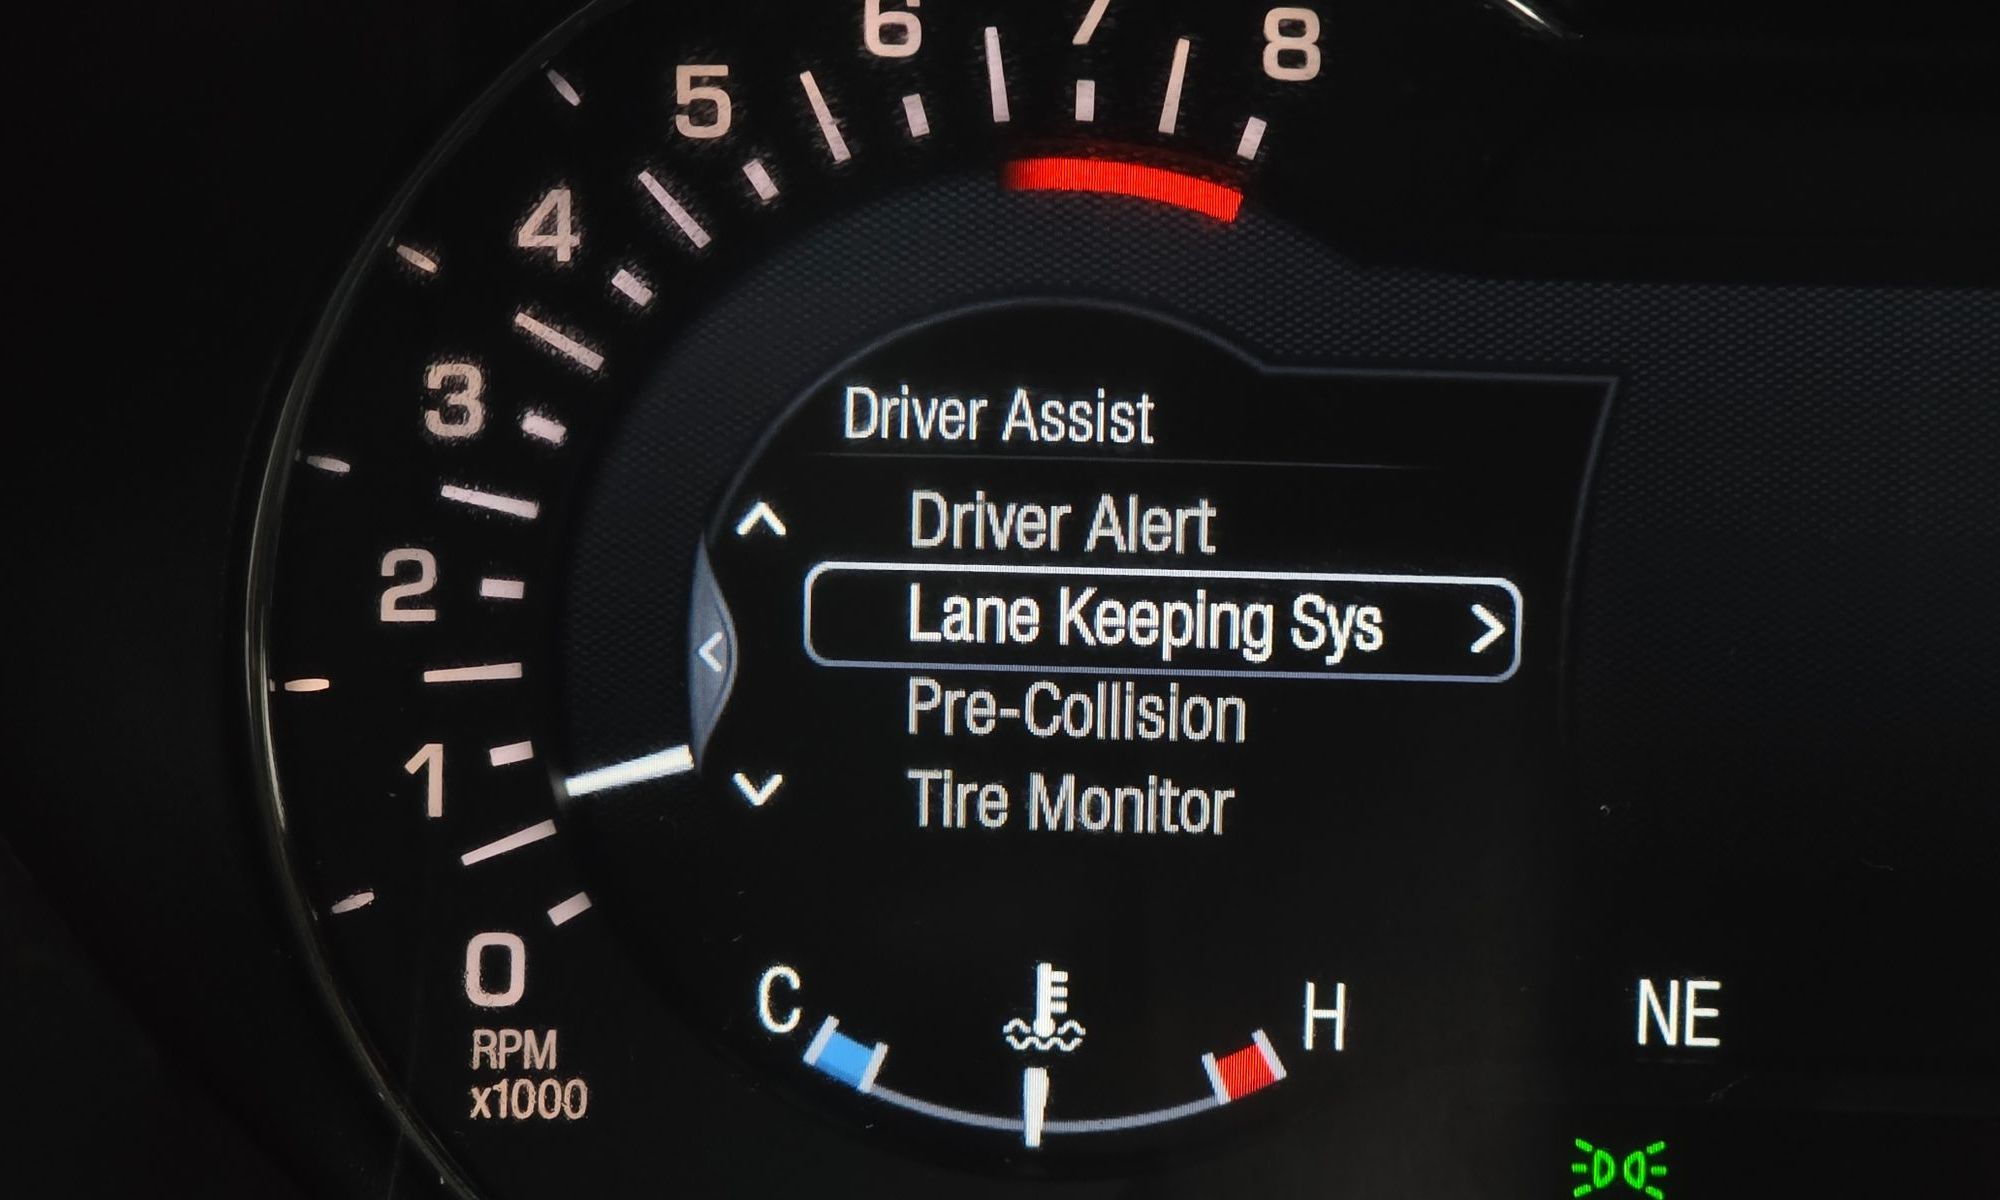 8
7
6
5
4
3
2
1
0
RPM
x1000
Driver Assist
Driver Alert
Lane Keeping Sys
Pre-Collision
Tire Monitor
C
H
NE